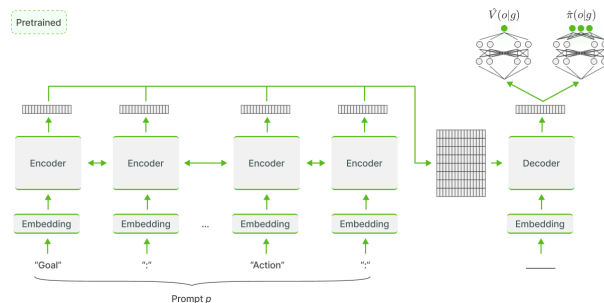 Pretrained
V̂(o|g) π̂(o|g)
Encoder Encoder Encoder Encoder Decoder
Embedding Embedding ... Embedding Embedding Embedding
“Goal” “:” “Action” “:”
Prompt p